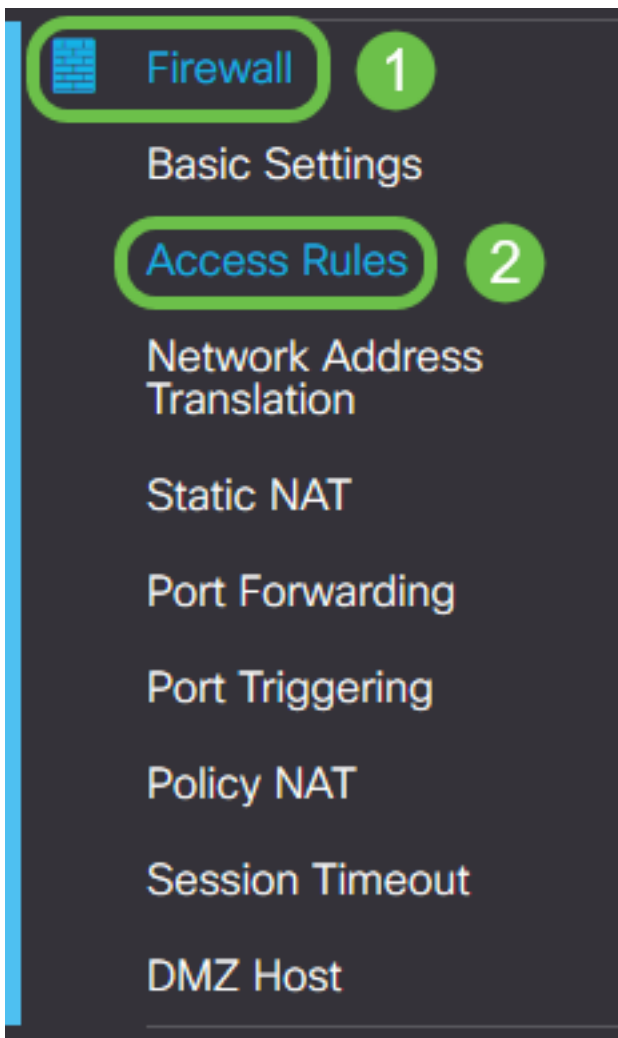 Firewall 1
Basic Settings
Access Rules 2
Network Address
Translation
Static NAT
Port Forwarding
Port Triggering
Policy NAT
Session Timeout
DMZ Host